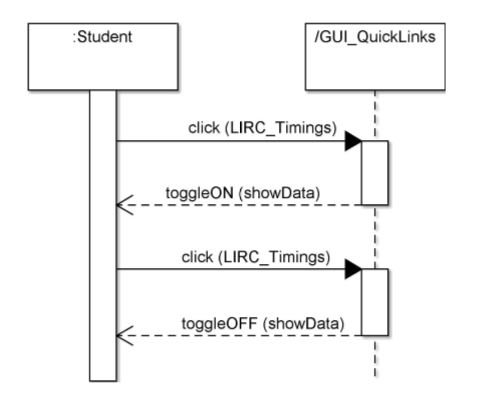 :Student
/GUI_QuickLinks
click (LIRC_Timings)
toggleON (showData)
click (LIRC_Timings)
toggleOFF (showData)